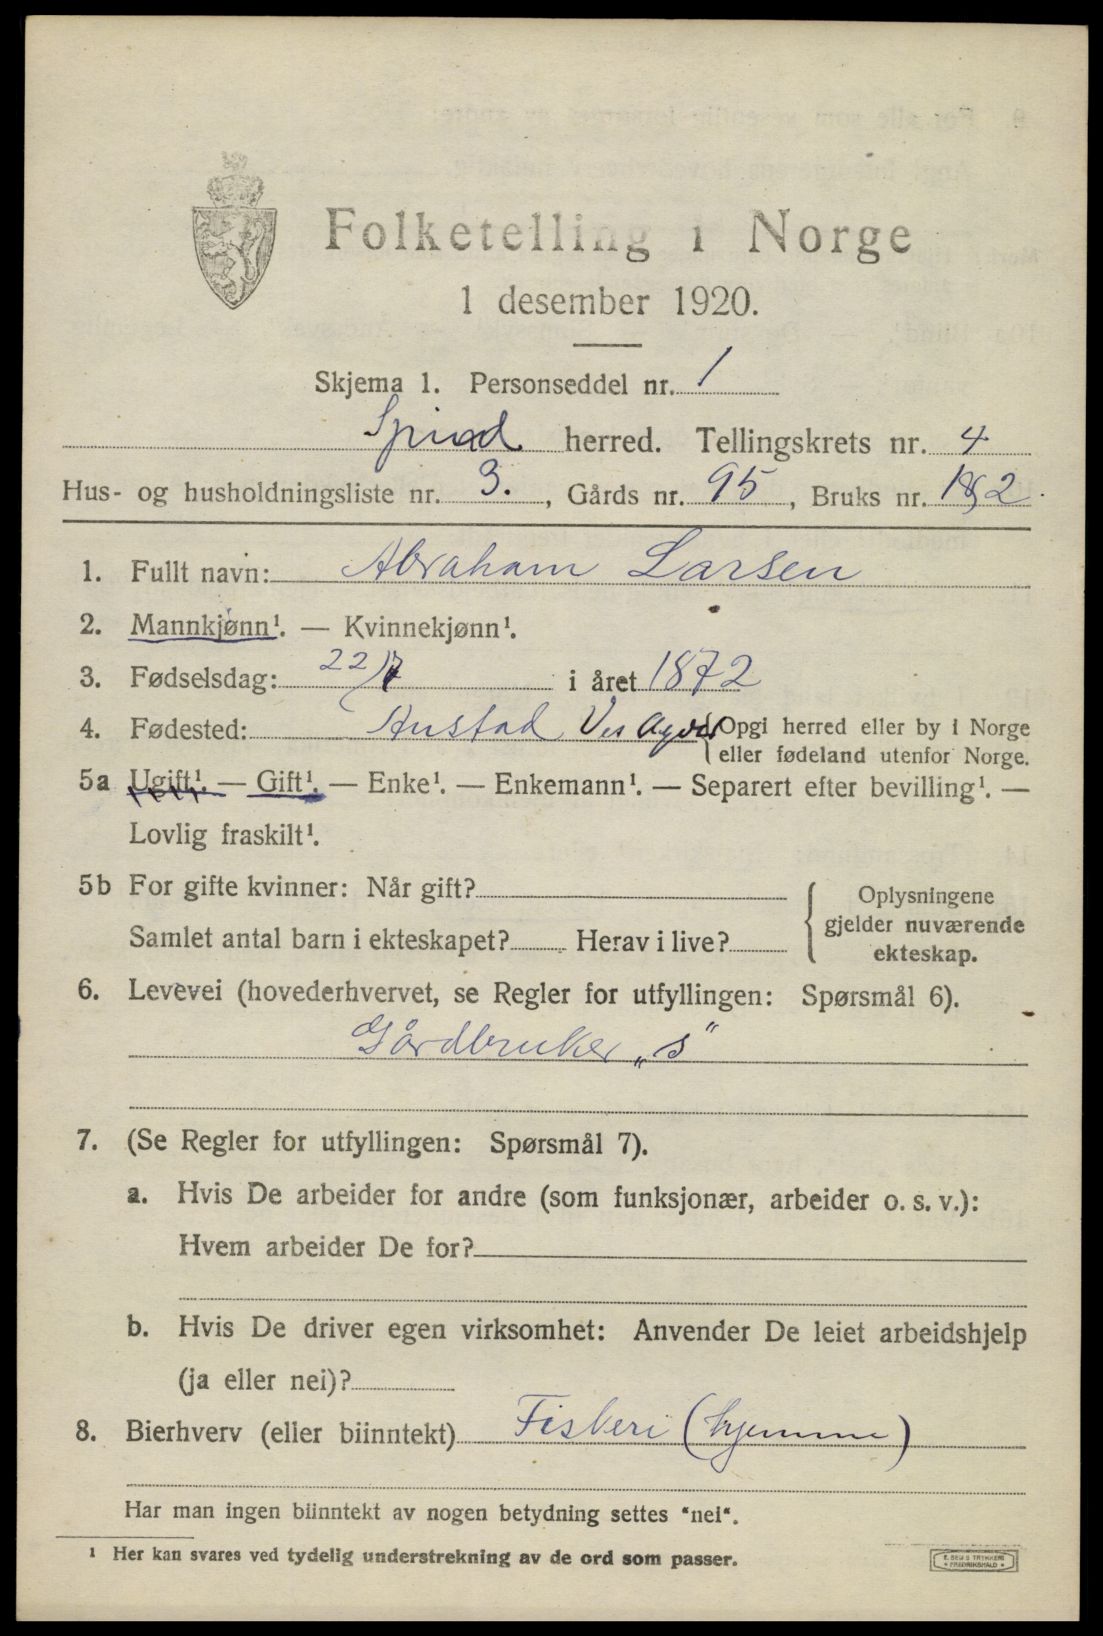 Folketelling i Norge
1 desember 1920.
Skjema 1. Personseddel nr. 1
Spind herred. Tellingskrets nr. 4
Hus- og husholdningsliste nr. 3., Gårds nr. 95, Bruks nr. 1&2.
1. Fullt navn: Abraham Larsen
2. Mannkjønn¹. — Kvinnekjønn¹.
3. Fødselsdag: 22/7 i året 1872
4. Fødested: Austad Ves Agder {Opgi herred eller by i Norge
eller fødeland utenfor Norge.
5a Ugift¹. — Gift¹. — Enke¹. — Enkemann¹. — Separert efter bevilling¹. —
Lovlig fraskilt¹.
5b For gifte kvinner: Når gift?
Samlet antal barn i ekteskapet? Herav i live?
{ Oplysningene
gjelder nuværende
ekteskap.
6. Levevei (hovederhvervet, se Regler for utfyllingen: Spørsmål 6).
Gårdbruker „s"
7. (Se Regler for utfyllingen: Spørsmål 7).
a. Hvis De arbeider for andre (som funksjonær, arbeider o. s. v.):
Hvem arbeider De for?
b. Hvis De driver egen virksomhet: Anvender De leiet arbeidshjelp
(ja eller nei)?
8. Bierhverv (eller biinntekt) Fiskeri (hjemme)
Har man ingen biinntekt av nogen betydning settes "nei".
¹ Her kan svares ved tydelig understrekning av de ord som passer.
E. SEM'S TRYKKERI
FREDRIKSHALD